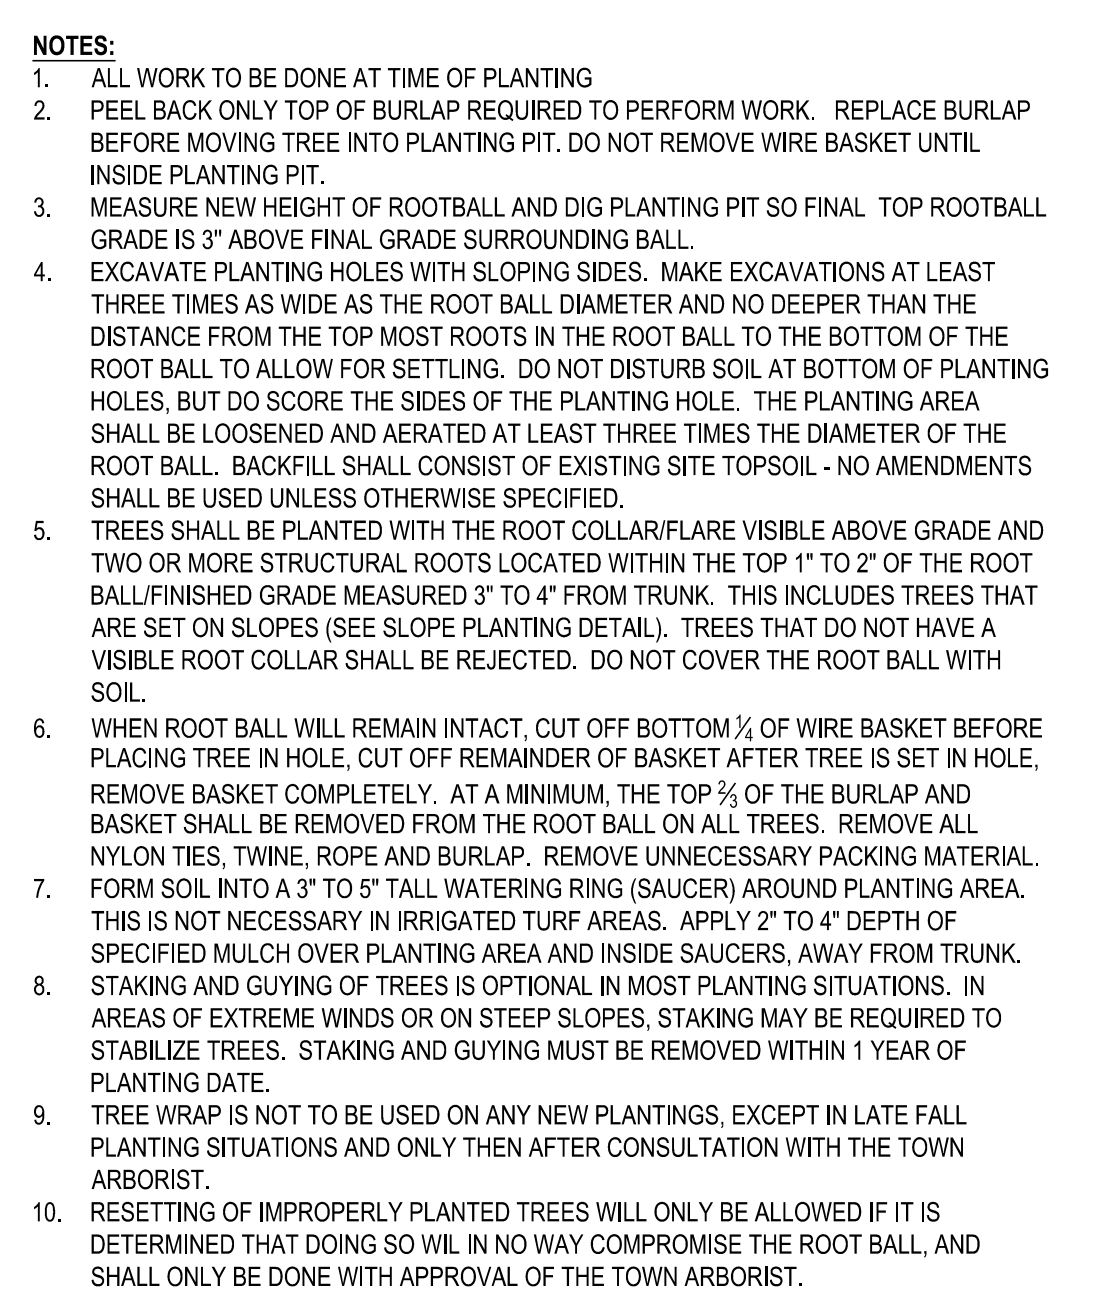 NOTES:
1. ALL WORK TO BE DONE AT TIME OF PLANTING
2. PEEL BACK ONLY TOP OF BURLAP REQUIRED TO PERFORM WORK. REPLACE BURLAP
BEFORE MOVING TREE INTO PLANTING PIT. DO NOT REMOVE WIRE BASKET UNTIL
INSIDE PLANTING PIT.
3. MEASURE NEW HEIGHT OF ROOTBALL AND DIG PLANTING PIT SO FINAL TOP ROOTBALL
GRADE IS 3" ABOVE FINAL GRADE SURROUNDING BALL.
4. EXCAVATE PLANTING HOLES WITH SLOPING SIDES. MAKE EXCAVATIONS AT LEAST
THREE TIMES AS WIDE AS THE ROOT BALL DIAMETER AND NO DEEPER THAN THE
DISTANCE FROM THE TOP MOST ROOTS IN THE ROOT BALL TO THE BOTTOM OF THE
ROOT BALL TO ALLOW FOR SETTLING. DO NOT DISTURB SOIL AT BOTTOM OF PLANTING
HOLES, BUT DO SCORE THE SIDES OF THE PLANTING HOLE. THE PLANTING AREA
SHALL BE LOOSENED AND AERATED AT LEAST THREE TIMES THE DIAMETER OF THE
ROOT BALL. BACKFILL SHALL CONSIST OF EXISTING SITE TOPSOIL - NO AMENDMENTS
SHALL BE USED UNLESS OTHERWISE SPECIFIED.
5. TREES SHALL BE PLANTED WITH THE ROOT COLLAR/FLARE VISIBLE ABOVE GRADE AND
TWO OR MORE STRUCTURAL ROOTS LOCATED WITHIN THE TOP 1" TO 2" OF THE ROOT
BALL/FINISHED GRADE MEASURED 3" TO 4" FROM TRUNK. THIS INCLUDES TREES THAT
ARE SET ON SLOPES (SEE SLOPE PLANTING DETAIL). TREES THAT DO NOT HAVE A
VISIBLE ROOT COLLAR SHALL BE REJECTED. DO NOT COVER THE ROOT BALL WITH
SOIL.
6. WHEN ROOT BALL WILL REMAIN INTACT, CUT OFF BOTTOM ¼ OF WIRE BASKET BEFORE
PLACING TREE IN HOLE, CUT OFF REMAINDER OF BASKET AFTER TREE IS SET IN HOLE,
REMOVE BASKET COMPLETELY. AT A MINIMUM, THE TOP ⅔ OF THE BURLAP AND
BASKET SHALL BE REMOVED FROM THE ROOT BALL ON ALL TREES. REMOVE ALL
NYLON TIES, TWINE, ROPE AND BURLAP. REMOVE UNNECESSARY PACKING MATERIAL.
7. FORM SOIL INTO A 3" TO 5" TALL WATERING RING (SAUCER) AROUND PLANTING AREA.
THIS IS NOT NECESSARY IN IRRIGATED TURF AREAS. APPLY 2" TO 4" DEPTH OF
SPECIFIED MULCH OVER PLANTING AREA AND INSIDE SAUCERS, AWAY FROM TRUNK.
8. STAKING AND GUYING OF TREES IS OPTIONAL IN MOST PLANTING SITUATIONS. IN
AREAS OF EXTREME WINDS OR ON STEEP SLOPES, STAKING MAY BE REQUIRED TO
STABILIZE TREES. STAKING AND GUYING MUST BE REMOVED WITHIN 1 YEAR OF
PLANTING DATE.
9. TREE WRAP IS NOT TO BE USED ON ANY NEW PLANTINGS, EXCEPT IN LATE FALL
PLANTING SITUATIONS AND ONLY THEN AFTER CONSULTATION WITH THE TOWN
ARBORIST.
10. RESETTING OF IMPROPERLY PLANTED TREES WILL ONLY BE ALLOWED IF IT IS
DETERMINED THAT DOING SO WIL IN NO WAY COMPROMISE THE ROOT BALL, AND
SHALL ONLY BE DONE WITH APPROVAL OF THE TOWN ARBORIST.